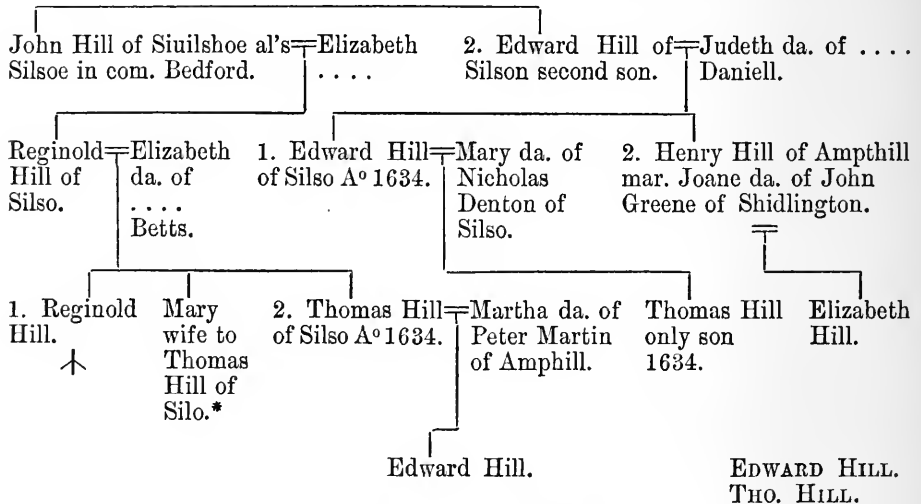 John Hill of Siuilshoe al's=Elizabeth
Silsoe in com. Bedford. . . . .
2. Edward Hill of=Judeth da. of . . . .
Silson second son. Daniell.
Reginold=Elizabeth
Hill of da. of
Silso. . . . .
Betts.
1. Edward Hill=Mary da. of
of Silso Aº 1634. Nicholas
Denton of
Silso.
2. Henry Hill of Ampthill
mar. Joane da. of John
Greene of Shidlington.
1. Reginold
Hill.
Mary
wife to
Thomas
Hill of
Silo.*
2. Thomas Hill=Martha da. of
of Silso Aº 1634. Peter Martin
of Amphill.
Thomas Hill
only son
1634.
Elizabeth
Hill.
Edward Hill.
EDWARD HILL.
THO. HILL.